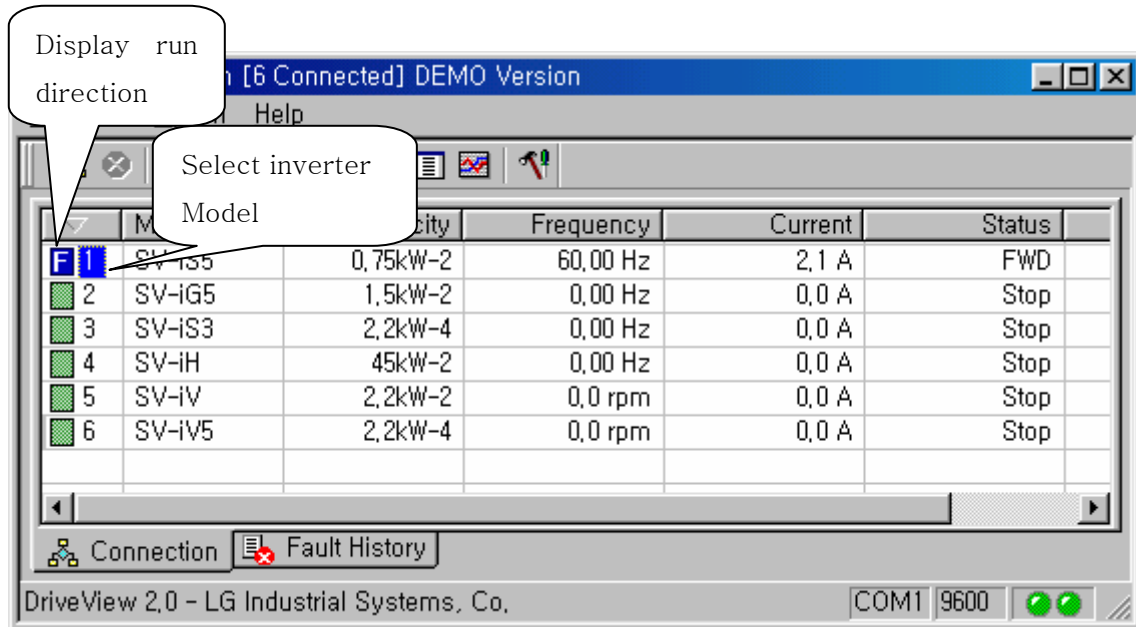 Display run
direction
n [6 Connected] DEMO Version
Help
Select inverter
Model
M city Frequency Current Status
F 1 SV-iS5 0,75kW-2 60,00 Hz 2,1 A FWD
2 SV-iG5 1,5kW-2 0,00 Hz 0,0 A Stop
3 SV-iS3 2,2kW-4 0,00 Hz 0,0 A Stop
4 SV-iH 45kW-2 0,00 Hz 0,0 A Stop
5 SV-iV 2,2kW-2 0,0 rpm 0,0 A Stop
6 SV-iV5 2,2kW-4 0,0 rpm 0,0 A Stop
Connection Fault History
DriveView 2,0 - LG Industrial Systems, Co, COM1 9600